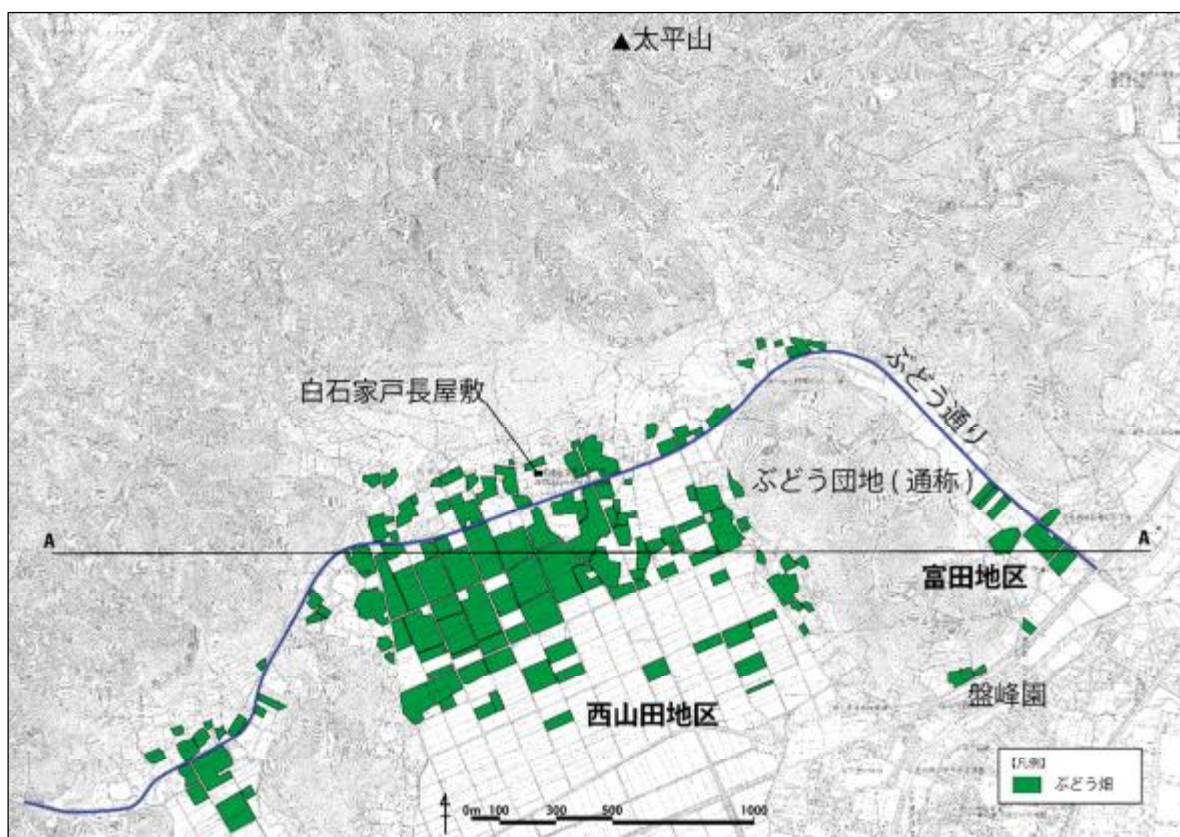 ▲太平山
ぶどう通り
白石家戸長屋敷
ぶどう団地(通称)
A
A'
富田地区
盤峰園
西山田地区
【凡例】
ぶどう畑
0m 100 300 500 1000